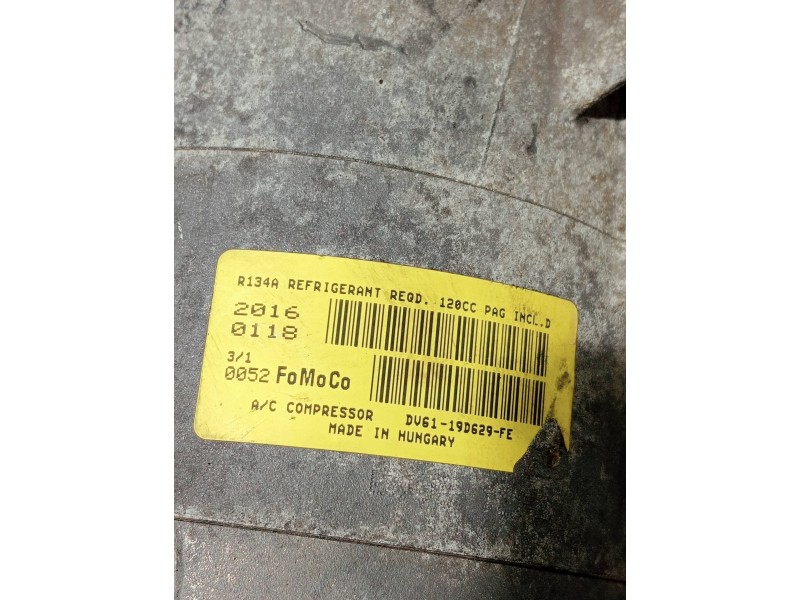 R134A REFRIGERANT REQD. 120CC PAG INCL.D
2016
0118
3/1
0052 FoMoCo
A/C COMPRESSOR DV61-19D629-FE
MADE IN HUNGARY